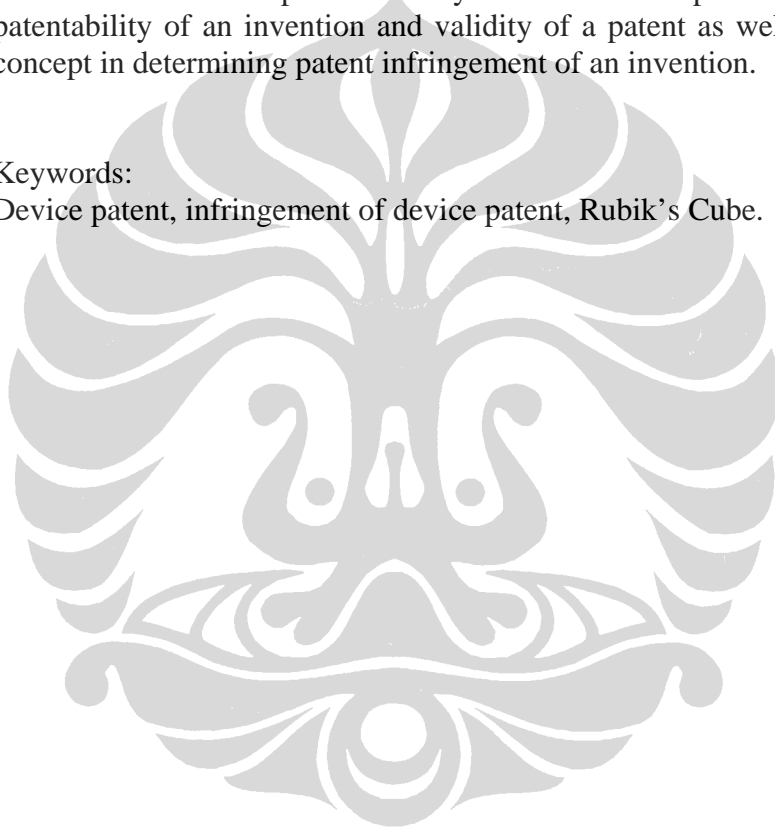 patentability of an invention and validity of a patent as wel
concept in determining patent infringement of an invention.
Keywords:
Device patent, infringement of device patent, Rubik’s Cube.